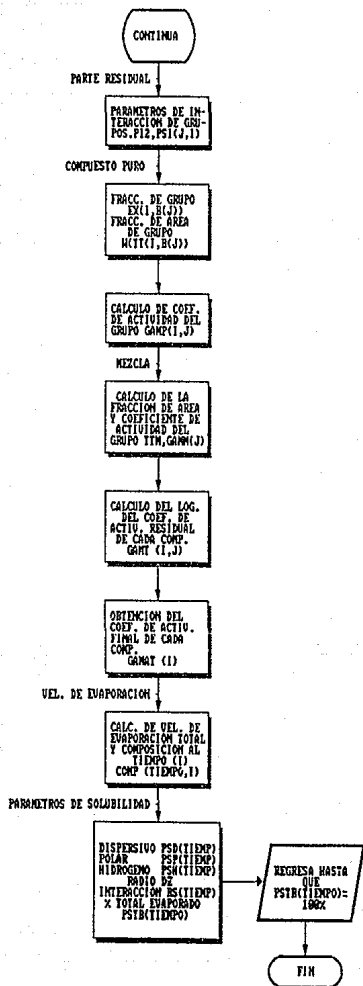 CONTINUA
PARTE RESIDUAL
PARAMETROS DE IN-
TERACCION DE GRU-
POS.PI2,PSI(J,I)
COMPUESTO PURO
FRACC. DE GRUPO
EX(I,B(J))
FRACC. DE AREA
DE GRUPO
W(TT(I,B(J))
CALCULO DE COEF.
DE ACTIVIDAD DEL
GRUPO GAMP(I,J)
MEZCLA
CALCULO DE LA
FRACCION DE AREA
Y COEFICIENTE DE
ACTIVIDAD DEL
GRUPO TTM,GAMM(J)
CALCULO DEL LOG.
DEL COEF. DE
ACTIV. RESIDUAL
DE CADA COMP.
GAMT (I,J)
OBTENCION DEL
COEF. DE ACTIV.
FINAL DE CADA
COMP.
GAMAT (I)
VEL. DE EVAPORACION
CALC. DE VEL. DE
EVAPORACION TOTAL
Y COMPOSICION AL
TIEMPO (I)
COMP (TIEMPO,I)
PARAMETROS DE SOLUBILIDAD
DISPERSIVO PSD(TIEMP)
POLAR PSP(TIEMP)
HIDROGENO PSH(TIEMP)
RADIO DE
INTERACCION RS(TIEMP)
% TOTAL EVAPORADO
PSTB(TIEMPO)
REGRESA HASTA
QUE
PSTB(TIEMPO)=
100%
FIN